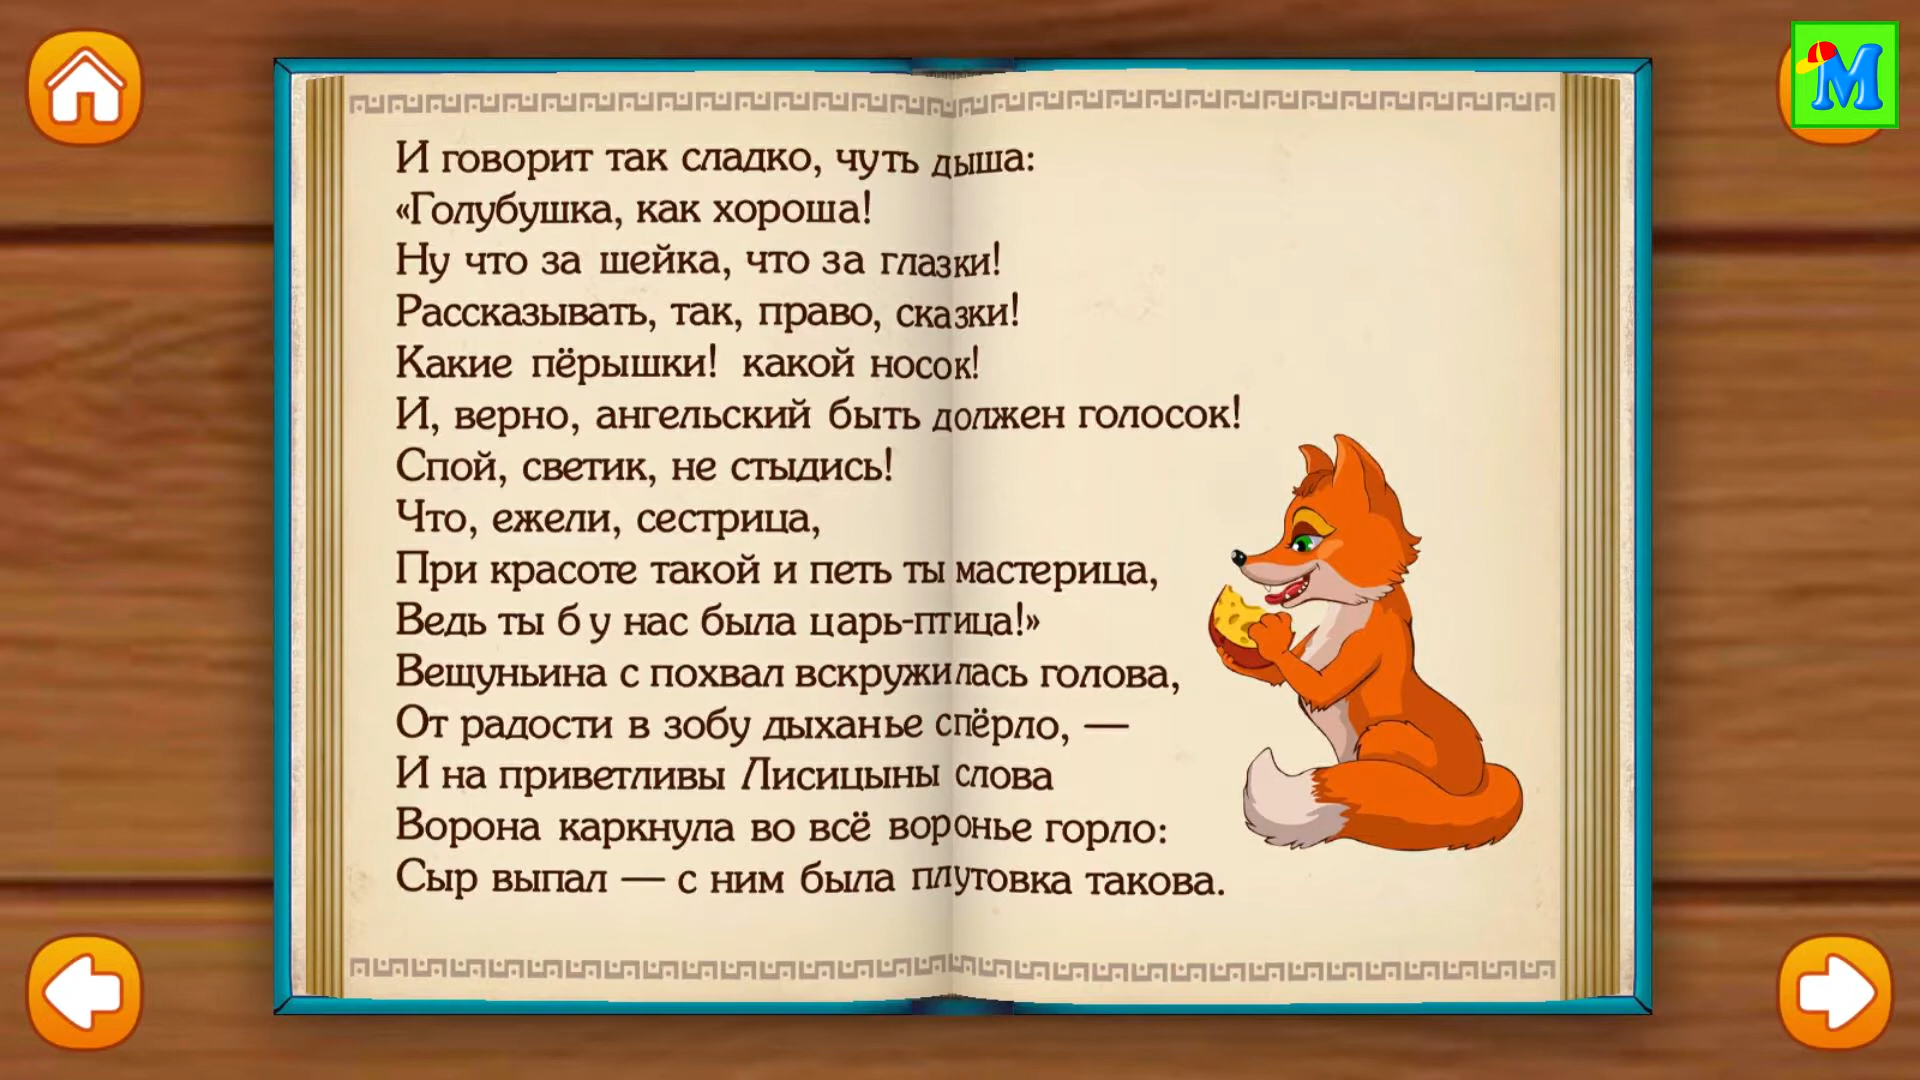 И говорит так сладко, чуть дыша:
«Голубушка, как хороша!
Ну что за шейка, что за глазки!
Рассказывать, так, право, сказки!
Какие пёрышки! какой носок!
И, верно, ангельский быть должен голосок!
Спой, светик, не стыдись!
Что, ежели, сестрица,
При красоте такой и петь ты мастерица,
Ведь ты б у нас была царь-птица!»
Вещуньина с похвал вскружилась голова,
От радости в зобу дыханье спёрло, —
И на приветливы Лисицыны слова
Ворона каркнула во всё воронье горло:
Сыр выпал — с ним была плутовка такова.
M